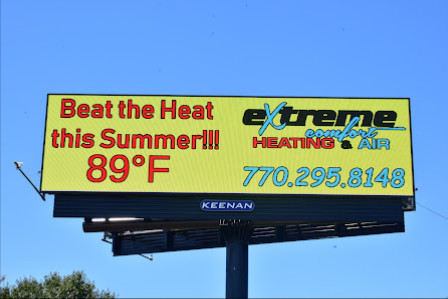 Beat the Heat
this Summer!!!
89°F
eXtreme
comfort
HEATING & AIR
770.295.8148
KEENAN